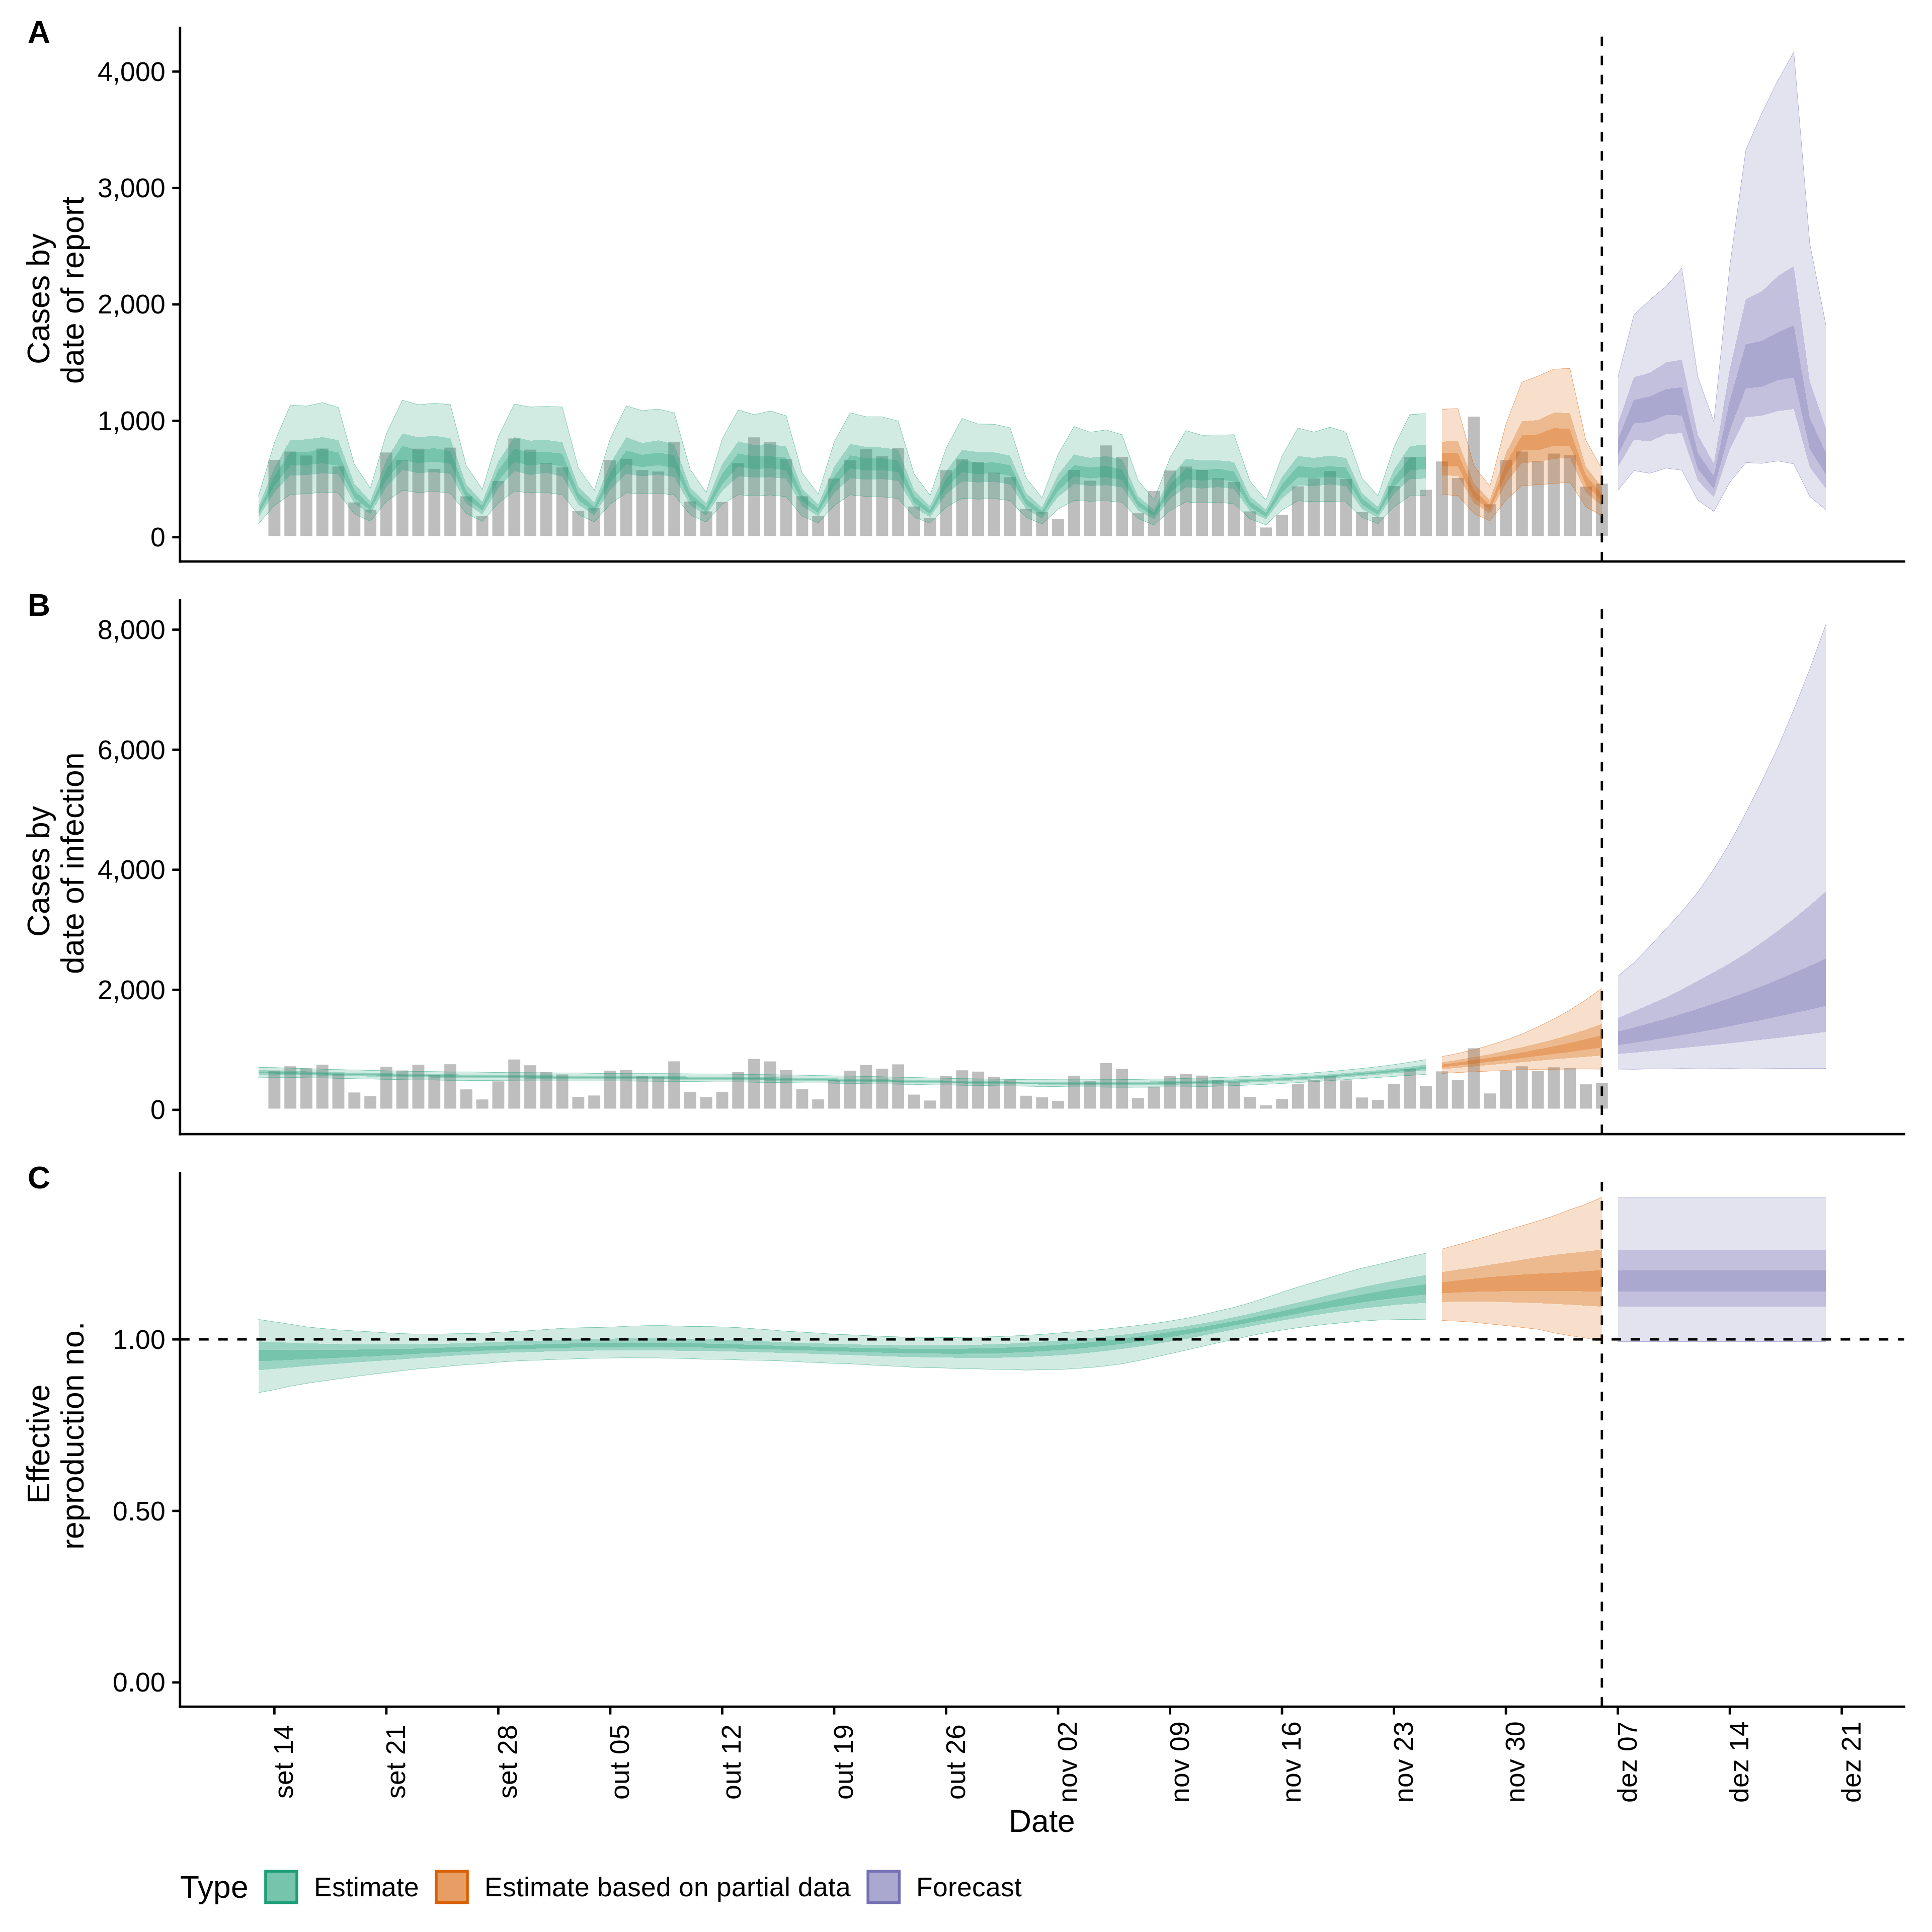 A
4,000
3,000
2,000
1,000
0
Cases by
date of report
B
8,000
6,000
4,000
2,000
0
Cases by
date of infection
C
1.00
0.50
0.00
Effective
reproduction no.
set 14
set 21
set 28
out 05
out 12
out 19
out 26
nov 02
nov 09
nov 16
nov 23
nov 30
dez 07
dez 14
dez 21
Date
Type Estimate Estimate based on partial data Forecast